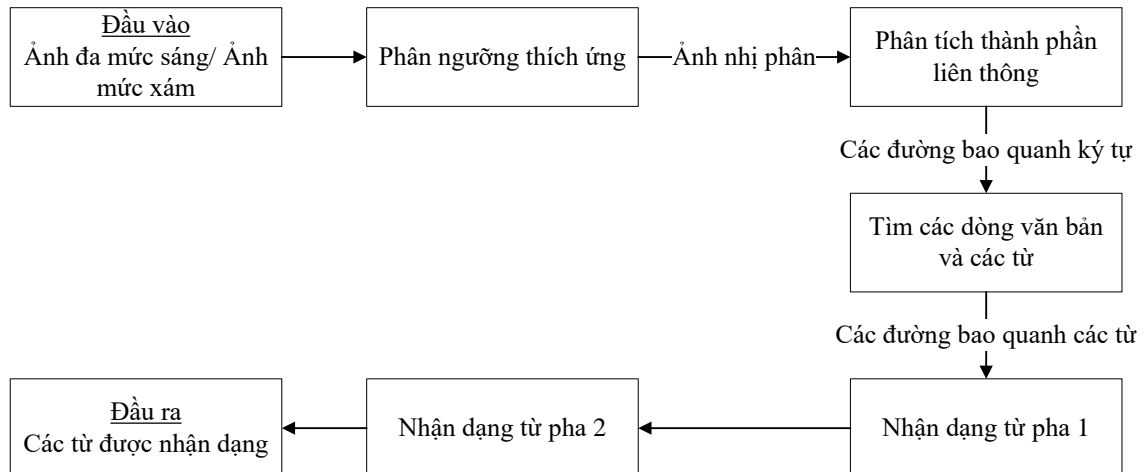 Đầu vào
Ảnh đa mức sáng/ Ảnh
mức xám
Phân ngưỡng thích ứng
Ảnh nhị phân
Phân tích thành phần
liên thông
Các đường bao quanh ký tự
Tìm các dòng văn bản
và các từ
Các đường bao quanh các từ
Nhận dạng từ pha 1
Nhận dạng từ pha 2
Đầu ra
Các từ được nhận dạng